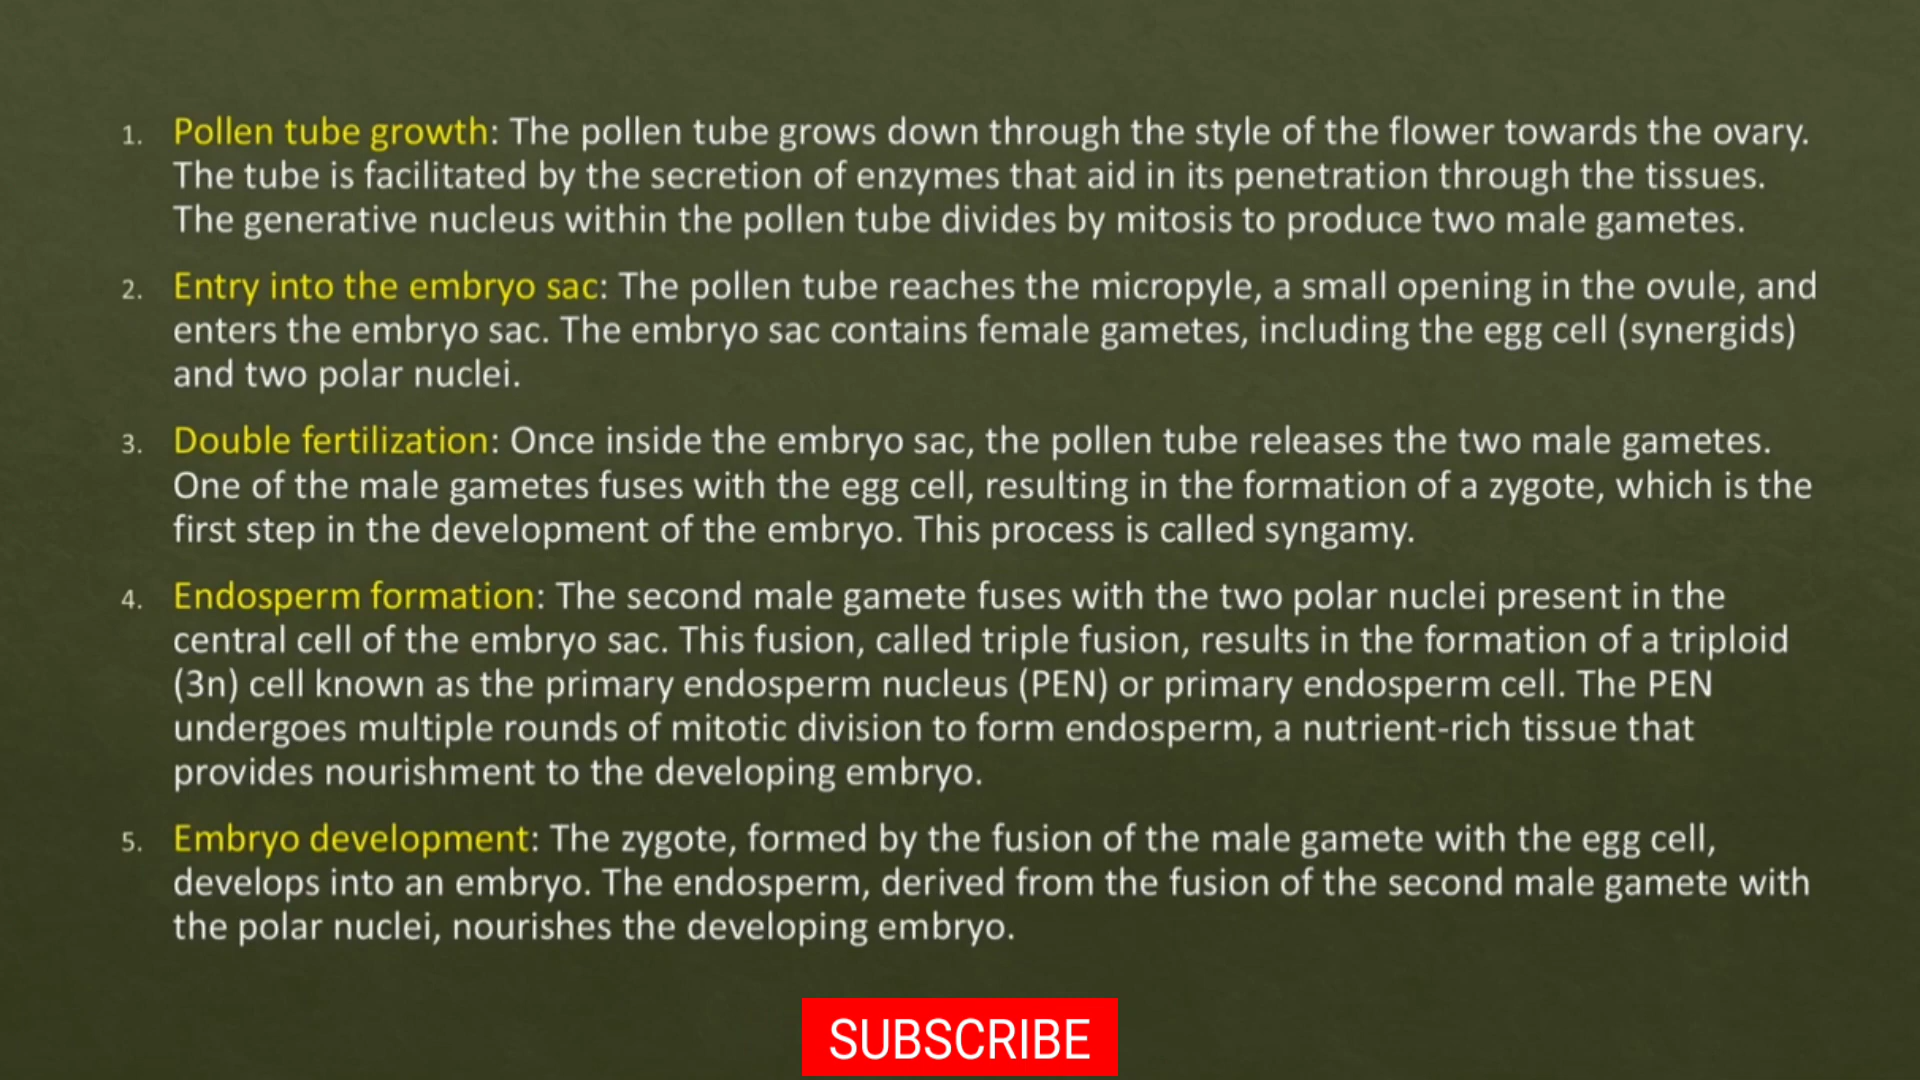 1. Pollen tube growth: The pollen tube grows down through the style of the flower towards the ovary.
The tube is facilitated by the secretion of enzymes that aid in its penetration through the tissues.
The generative nucleus within the pollen tube divides by mitosis to produce two male gametes.
2. Entry into the embryo sac: The pollen tube reaches the micropyle, a small opening in the ovule, and
enters the embryo sac. The embryo sac contains female gametes, including the egg cell (synergids)
and two polar nuclei.
3. Double fertilization: Once inside the embryo sac, the pollen tube releases the two male gametes.
One of the male gametes fuses with the egg cell, resulting in the formation of a zygote, which is the
first step in the development of the embryo. This process is called syngamy.
4. Endosperm formation: The second male gamete fuses with the two polar nuclei present in the
central cell of the embryo sac. This fusion, called triple fusion, results in the formation of a triploid
(3n) cell known as the primary endosperm nucleus (PEN) or primary endosperm cell. The PEN
undergoes multiple rounds of mitotic division to form endosperm, a nutrient-rich tissue that
provides nourishment to the developing embryo.
5. Embryo development: The zygote, formed by the fusion of the male gamete with the egg cell,
develops into an embryo. The endosperm, derived from the fusion of the second male gamete with
the polar nuclei, nourishes the developing embryo.
SUBSCRIBE